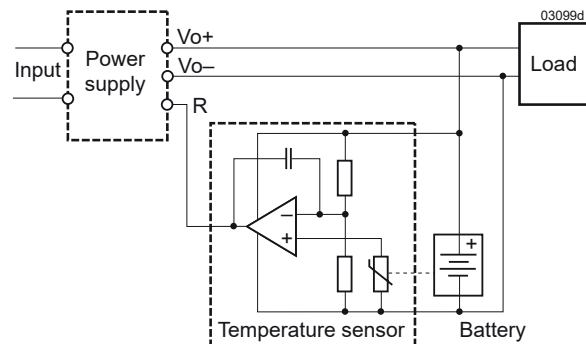 03099d
Power
supply
Input
Vo+
Vo–
R
Load
–
+
+
Temperature sensor
Battery